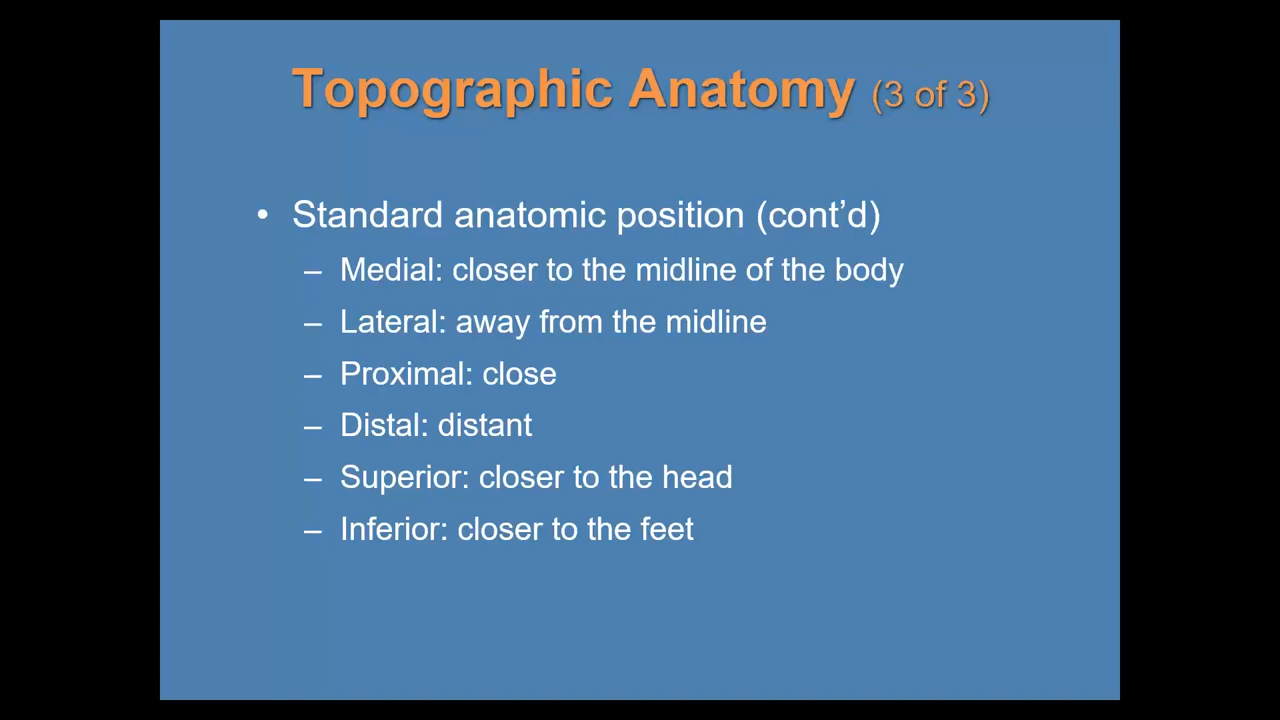 Topographic Anatomy (3 of 3)
• Standard anatomic position (cont’d)
– Medial: closer to the midline of the body
– Lateral: away from the midline
– Proximal: close
– Distal: distant
– Superior: closer to the head
– Inferior: closer to the feet